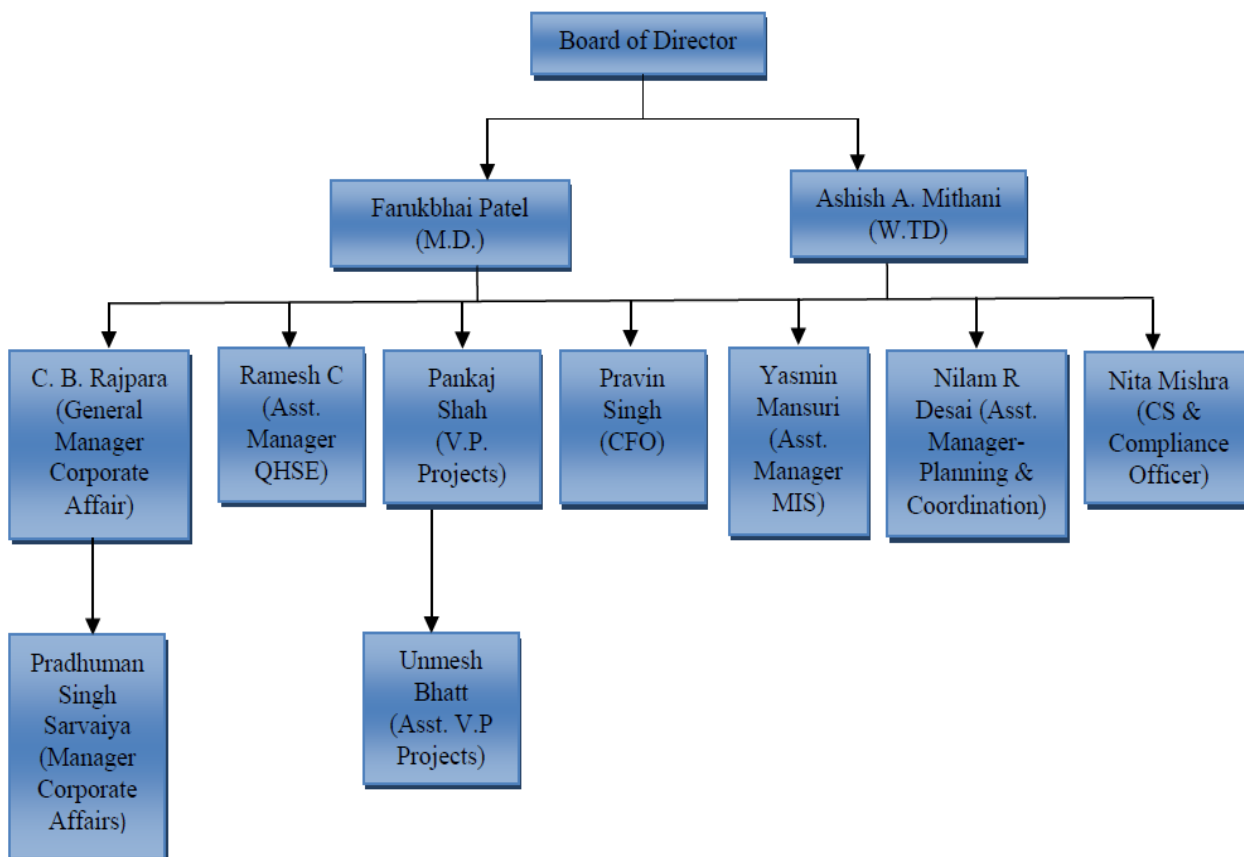 Board of Director
Farukbhai Patel
(M.D.)
Ashish A. Mithani
(W.TD)
C. B. Rajpara
(General
Manager
Corporate
Affair)
Ramesh C
(Asst.
Manager
QHSE)
Pankaj
Shah
(V.P.
Projects)
Pravin
Singh
(CFO)
Yasmin
Mansuri
(Asst.
Manager
MIS)
Nilam R
Desai (Asst.
Manager-
Planning &
Coordination)
Nita Mishra
(CS &
Compliance
Officer)
Pradhuman
Singh
Sarvaiya
(Manager
Corporate
Affairs)
Unmesh
Bhatt
(Asst. V.P
Projects)